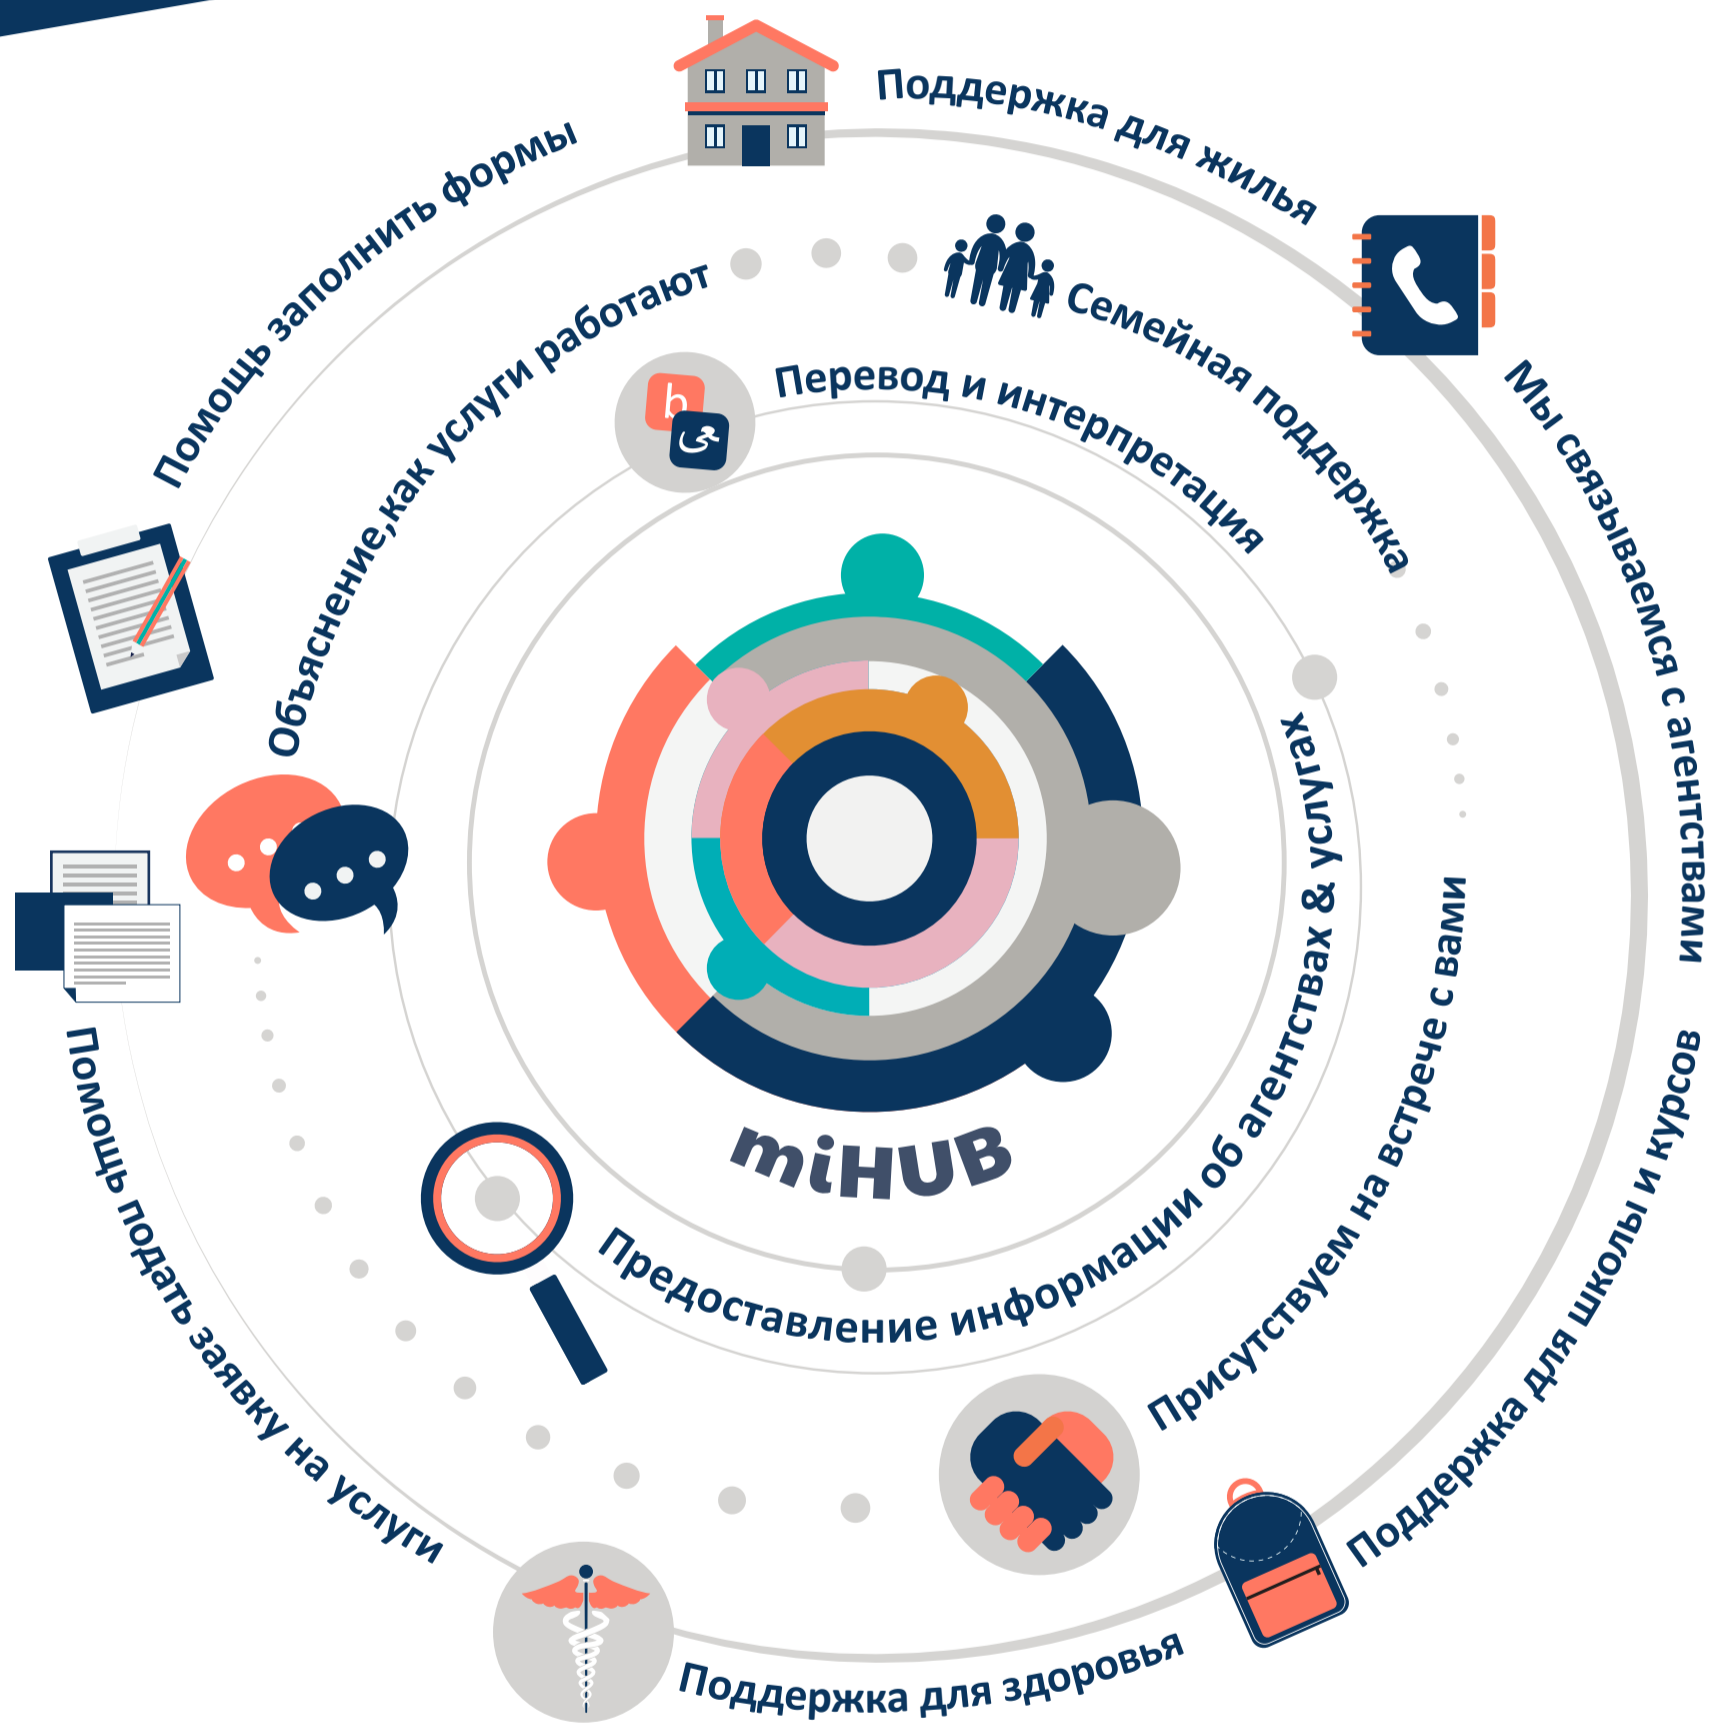 Поддержка для жилья
Помощь заполнить формы
Объяснение,как услуги работают
Семейная поддержка
Перевод и интерпретация
b
Мы связываемся с агентствами
miHUB
Предоставление информации об агентствах & услугах
Присутствуем на встрече с вами
Поддержка для школы и курсов
Помощь подать заявку на услуги
Поддержка для здоровья